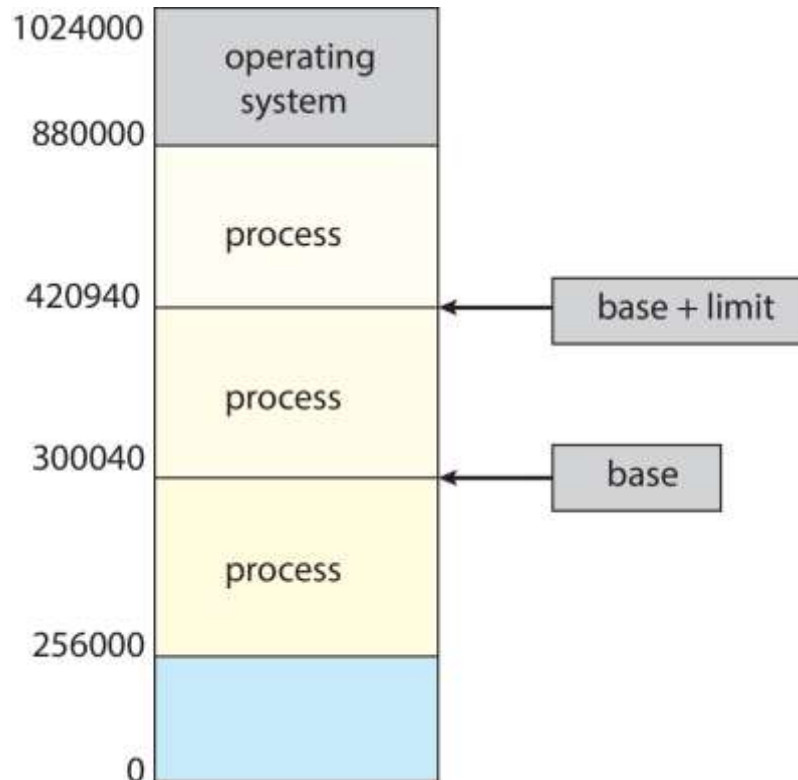 1024000
operating
system
880000
process
420940
base + limit
process
300040
base
process
256000
0